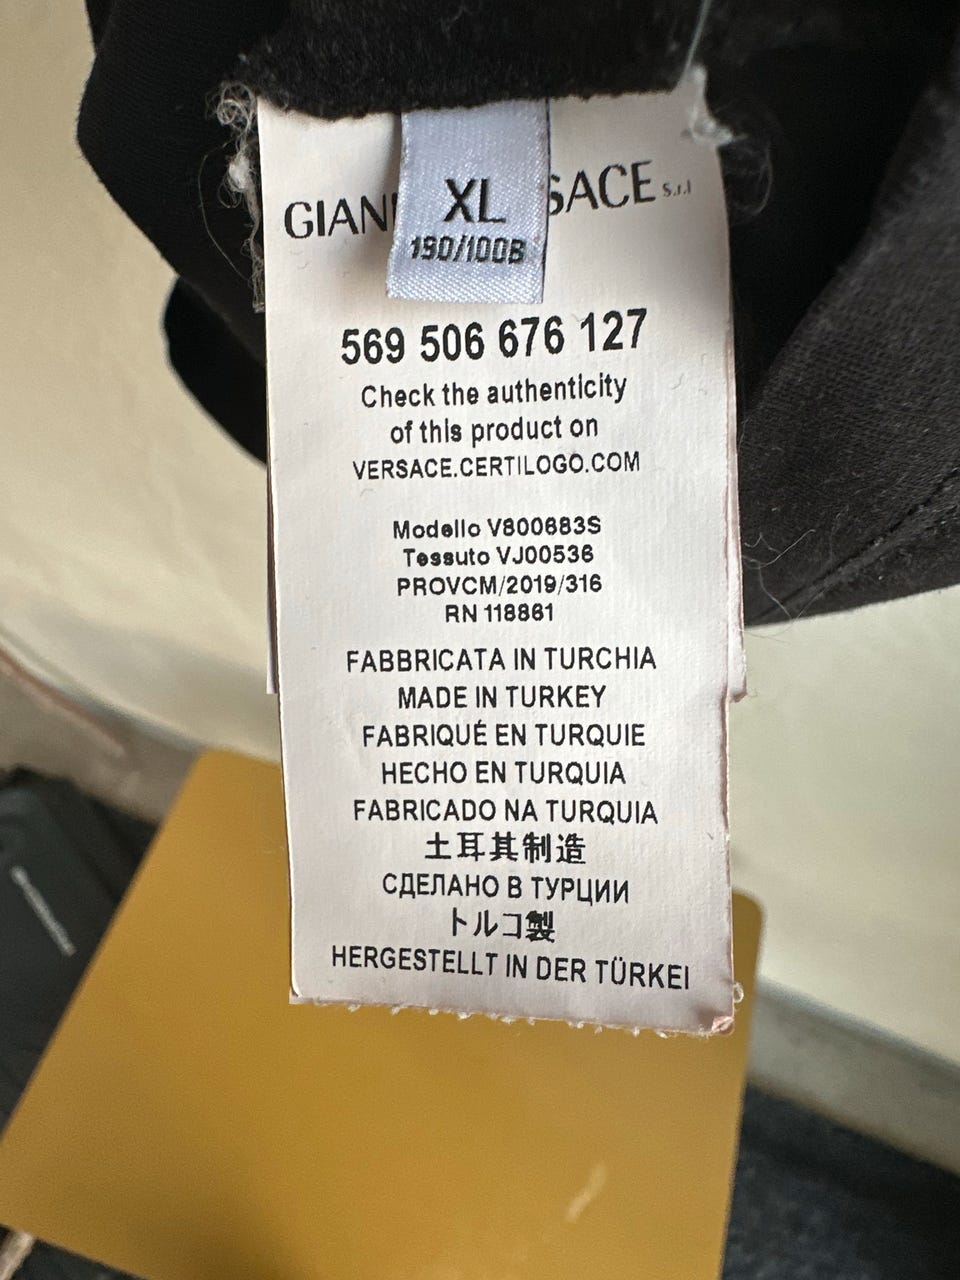 GIAN SACE S.r.l
XL
190/100B
569 506 676 127
Check the authenticity
of this product on
VERSACE.CERTILOGO.COM
Modello V800683S
Tessuto VJ00536
PROVCM/2019/316
RN 118861
FABBRICATA IN TURCHIA
MADE IN TURKEY
FABRIQUÉ EN TURQUIE
HECHO EN TURQUIA
FABRICADO NA TURQUIA
土耳其制造
СДЕЛАНО В ТУРЦИИ
トルコ製
HERGESTELLT IN DER TÜRKEI